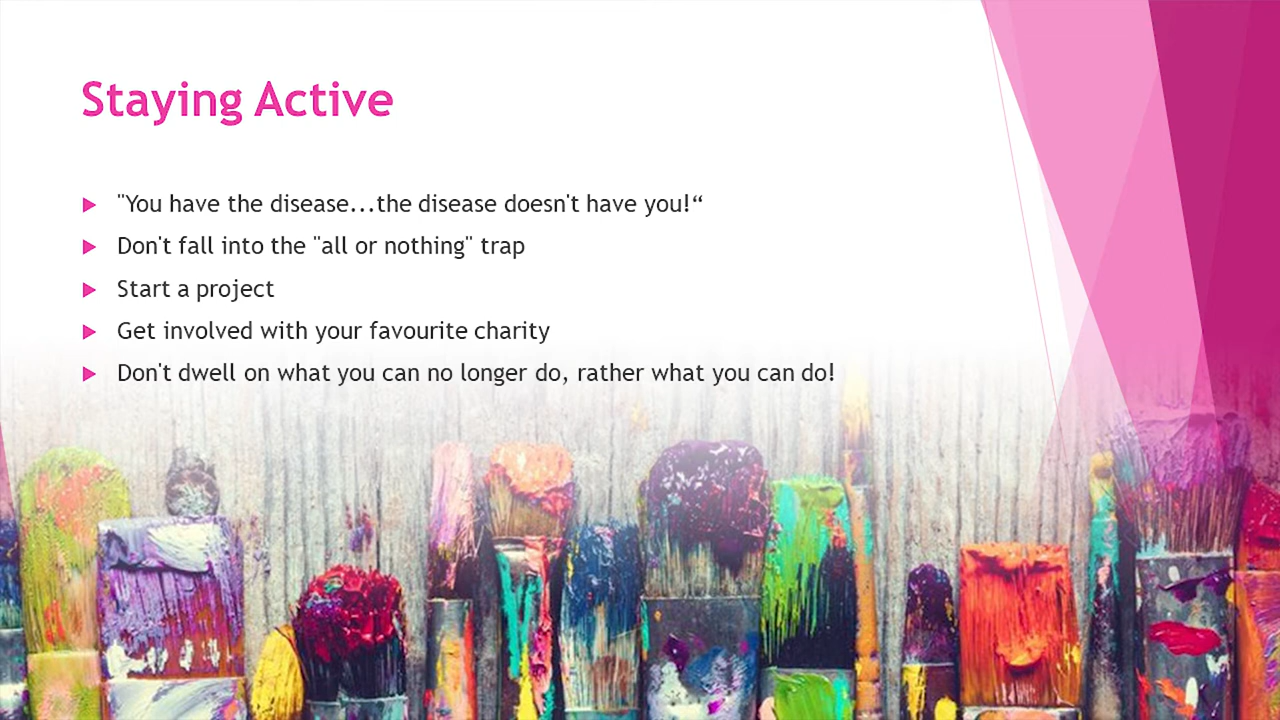 Staying Active
"You have the disease...the disease doesn't have you!“
Don't fall into the "all or nothing" trap
Start a project
Get involved with your favourite charity
Don't dwell on what you can no longer do, rather what you can do!